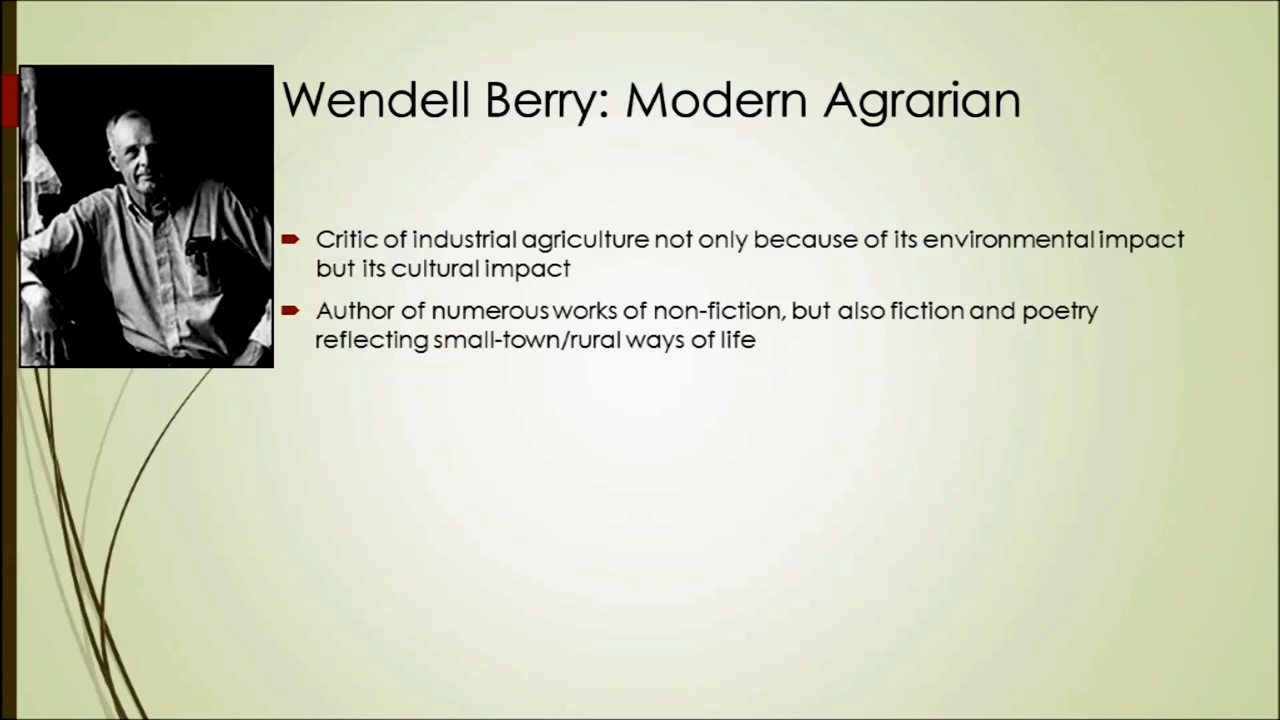 Wendell Berry: Modern Agrarian
Critic of industrial agriculture not only because of its environmental impact
but its cultural impact
Author of numerous works of non-fiction, but also fiction and poetry
reflecting small-town/rural ways of life